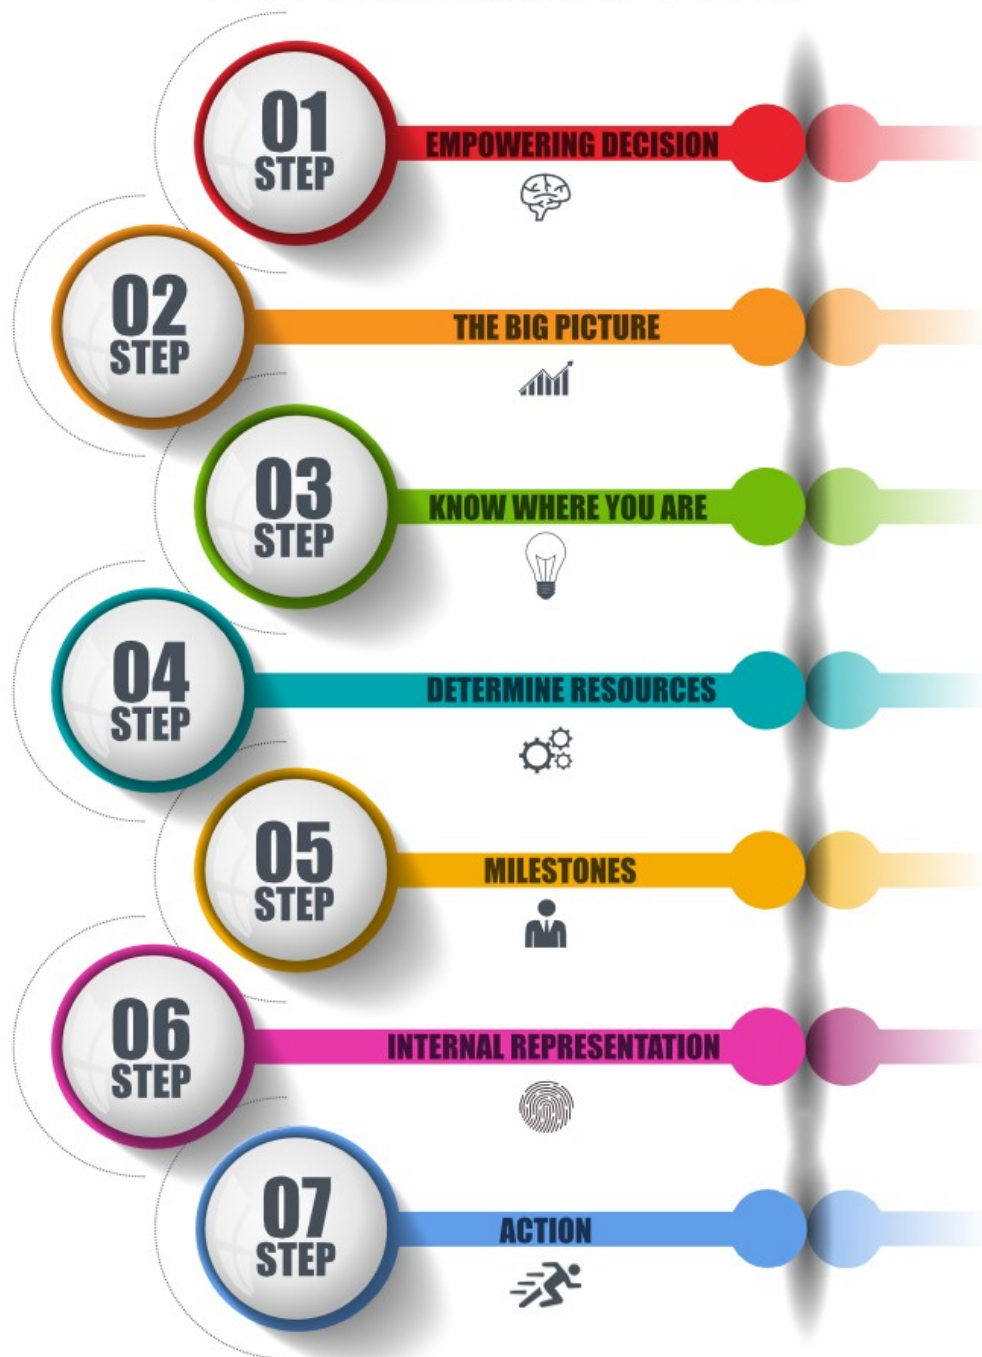 01
STEP
EMPOWERING DECISION
02
STEP
THE BIG PICTURE
03
STEP
KNOW WHERE YOU ARE
04
STEP
DETERMINE RESOURCES
05
STEP
MILESTONES
06
STEP
INTERNAL REPRESENTATION
07
STEP
ACTION